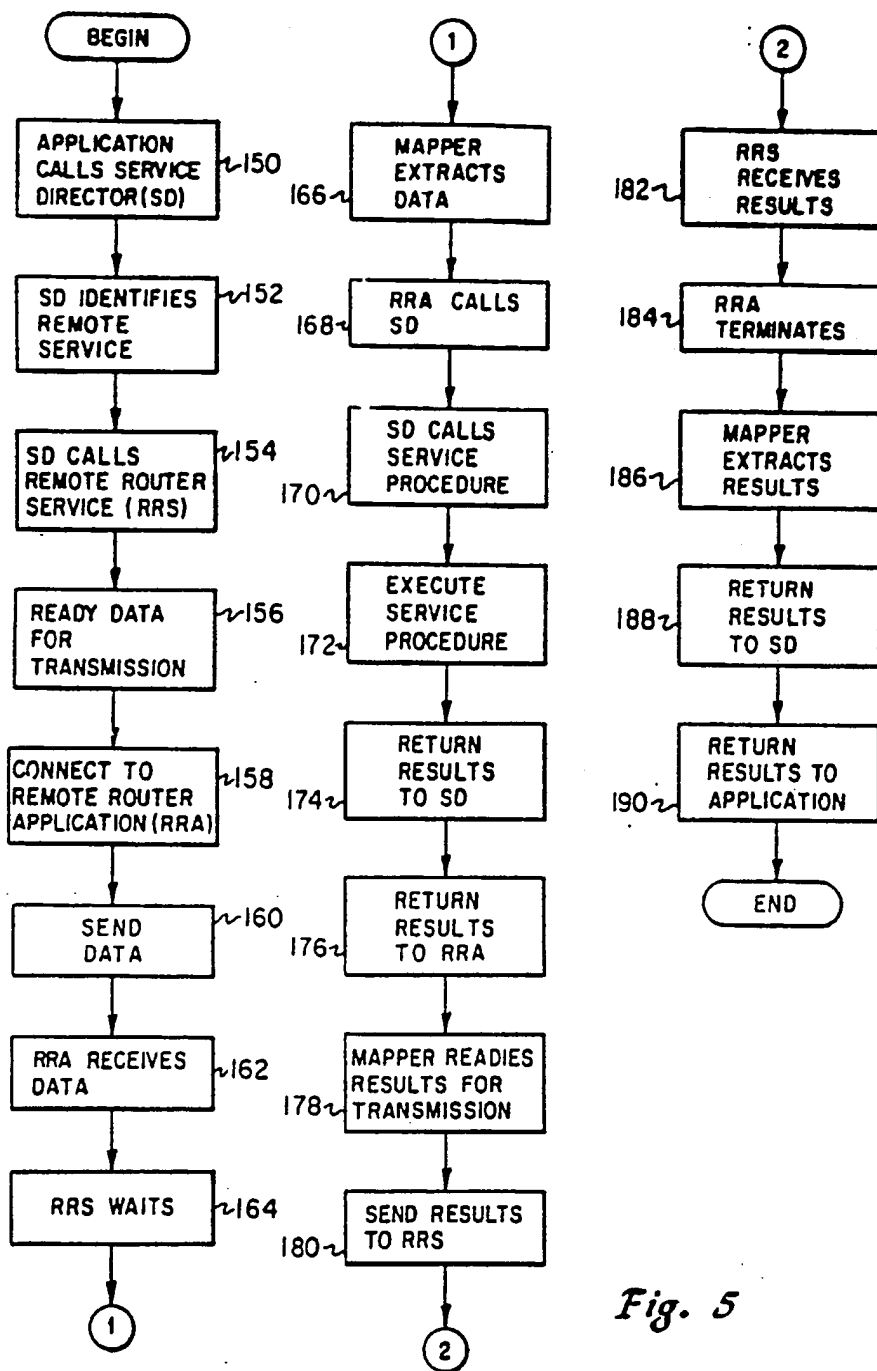 BEGIN
APPLICATION
CALLS SERVICE
DIRECTOR(SD)
150
SD IDENTIFIES
REMOTE
SERVICE
152
SD CALLS
REMOTE ROUTER
SERVICE (RRS)
154
READY DATA
FOR
TRANSMISSION
156
CONNECT TO
REMOTE ROUTER
APPLICATION(RRA)
158
SEND
DATA
160
RRA RECEIVES
DATA
162
RRS WAITS
164
1
1
MAPPER
EXTRACTS
DATA
166
RRA CALLS
SD
168
SD CALLS
SERVICE
PROCEDURE
170
EXECUTE
SERVICE
PROCEDURE
172
RETURN
RESULTS
TO SD
174
RETURN
RESULTS
TO RRA
176
MAPPER READIES
RESULTS FOR
TRANSMISSION
178
SEND RESULTS
TO RRS
180
2
2
RRS
RECEIVES
RESULTS
182
RRA
TERMINATES
184
MAPPER
EXTRACTS
RESULTS
186
RETURN
RESULTS
TO SD
188
RETURN
RESULTS TO
APPLICATION
190
END
Fig. 5